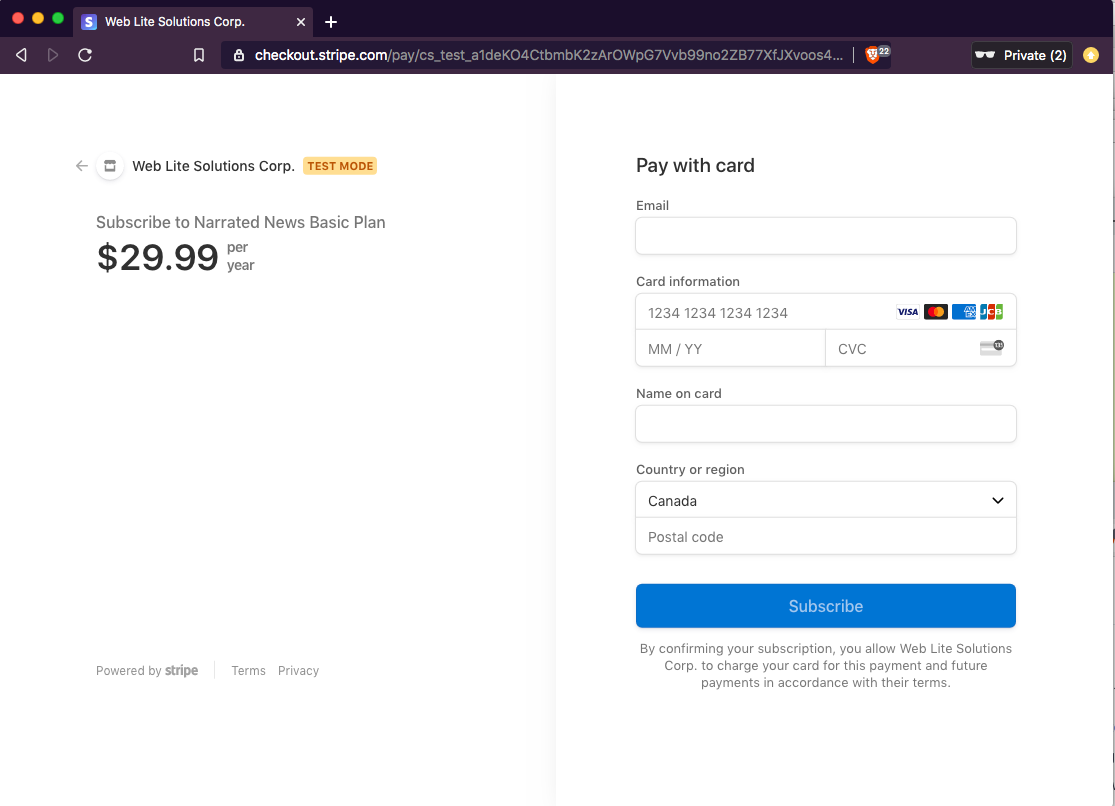 Web Lite Solutions Corp.
checkout.stripe.com/pay/cs_test_a1deKO4CtbmbK2zArOWpG7Vvb99no2ZB77XfJXvoos4...
22
Private (2)
Web Lite Solutions Corp.
TEST MODE
Subscribe to Narrated News Basic Plan
$29.99 per year
Powered by stripe
Terms
Privacy
Pay with card
Email
Card information
1234 1234 1234 1234
VISA
AMEX
JCB
MM / YY
CVC
135
Name on card
Country or region
Canada
Postal code
Subscribe
By confirming your subscription, you allow Web Lite Solutions
Corp. to charge your card for this payment and future
payments in accordance with their terms.